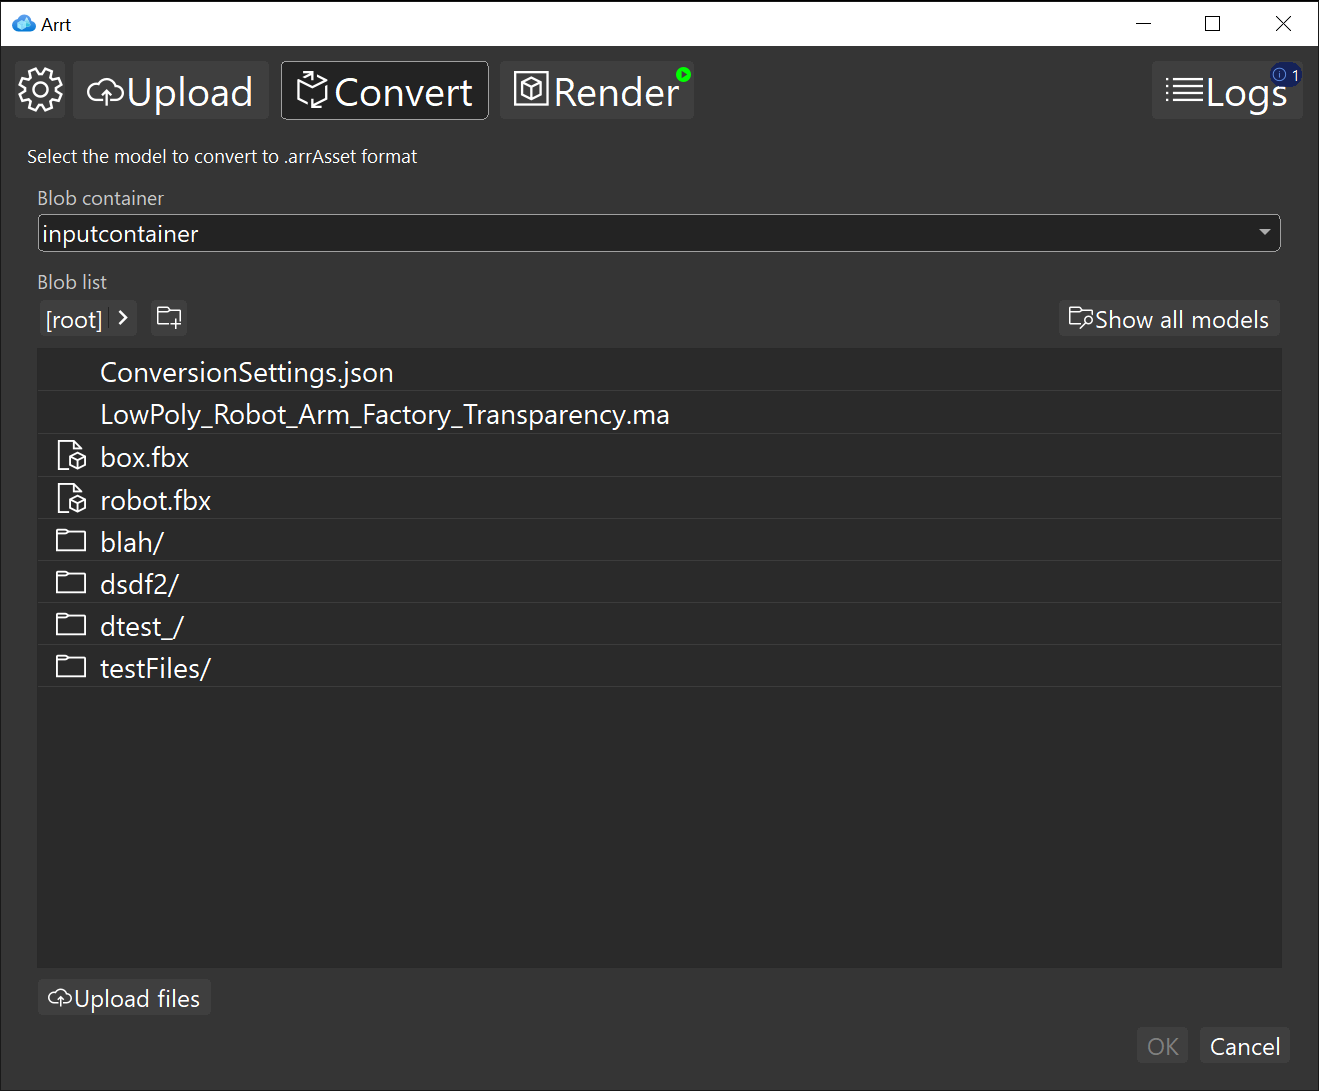 Arrt
Upload
Convert
Render
Logs
1
Select the model to convert to .arrAsset format
Blob container
inputcontainer
Blob list
[root]
Show all models
ConversionSettings.json
LowPoly_Robot_Arm_Factory_Transparency.ma
box.fbx
robot.fbx
blah/
dsdf2/
dtest_/
testFiles/
Upload files
OK
Cancel